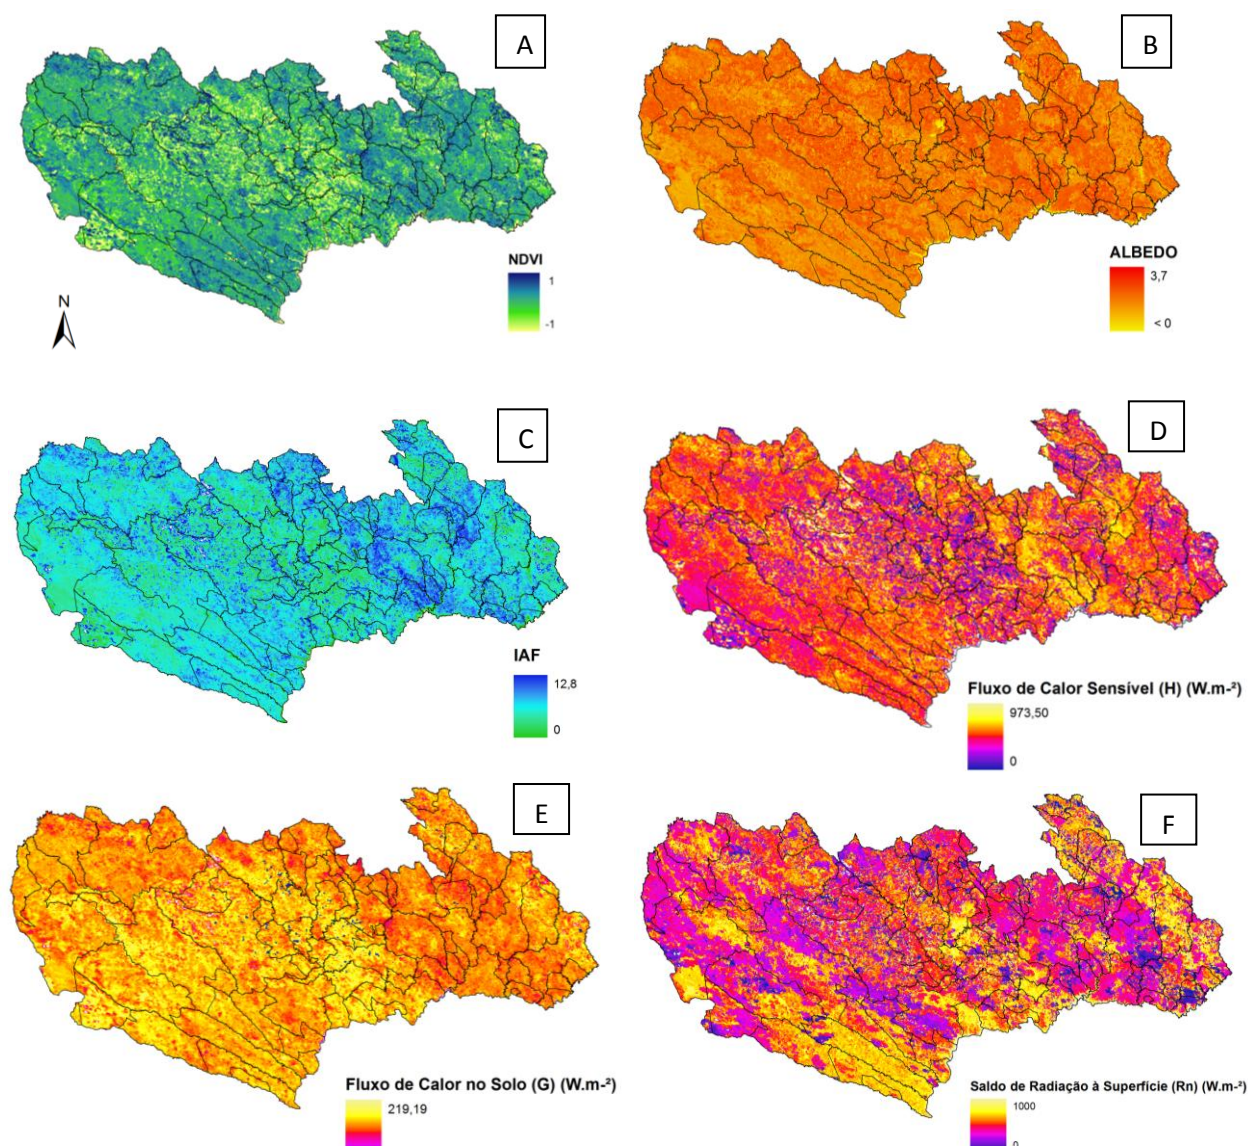 A
B
NDVI
1
-1
N
ALBEDO
3,7
< 0
C
D
IAF
12,8
0
Fluxo de Calor Sensível (H) (W.m-²)
973,50
0
E
F
Fluxo de Calor no Solo (G) (W.m-²)
219,19
Saldo de Radiação à Superfície (Rn) (W.m-²)
1000
0